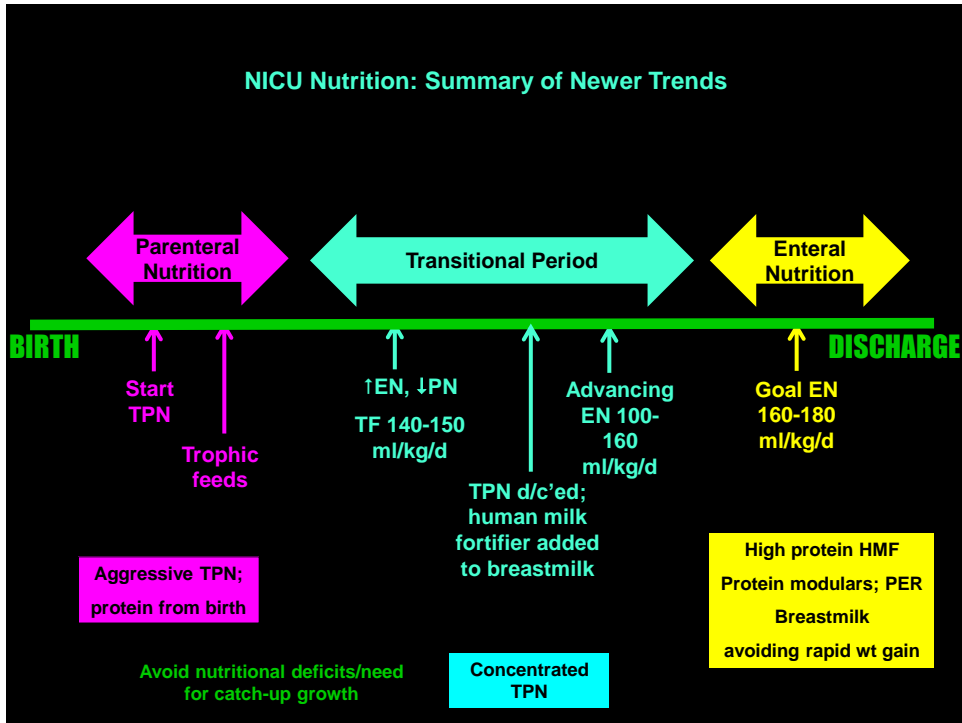 NICU Nutrition: Summary of Newer Trends
Parenteral
Nutrition
Transitional Period
Enteral
Nutrition
BIRTH
DISCHARGE
Start
TPN
Trophic
feeds
↑EN, ↓PN
TF 140-150
ml/kg/d
TPN d/c’ed;
human milk
fortifier added
to breastmilk
Advancing
EN 100-
160
ml/kg/d
Goal EN
160-180
ml/kg/d
Aggressive TPN;
protein from birth
Avoid nutritional deficits/need
for catch-up growth
Concentrated
TPN
High protein HMF
Protein modulars; PER
Breastmilk
avoiding rapid wt gain